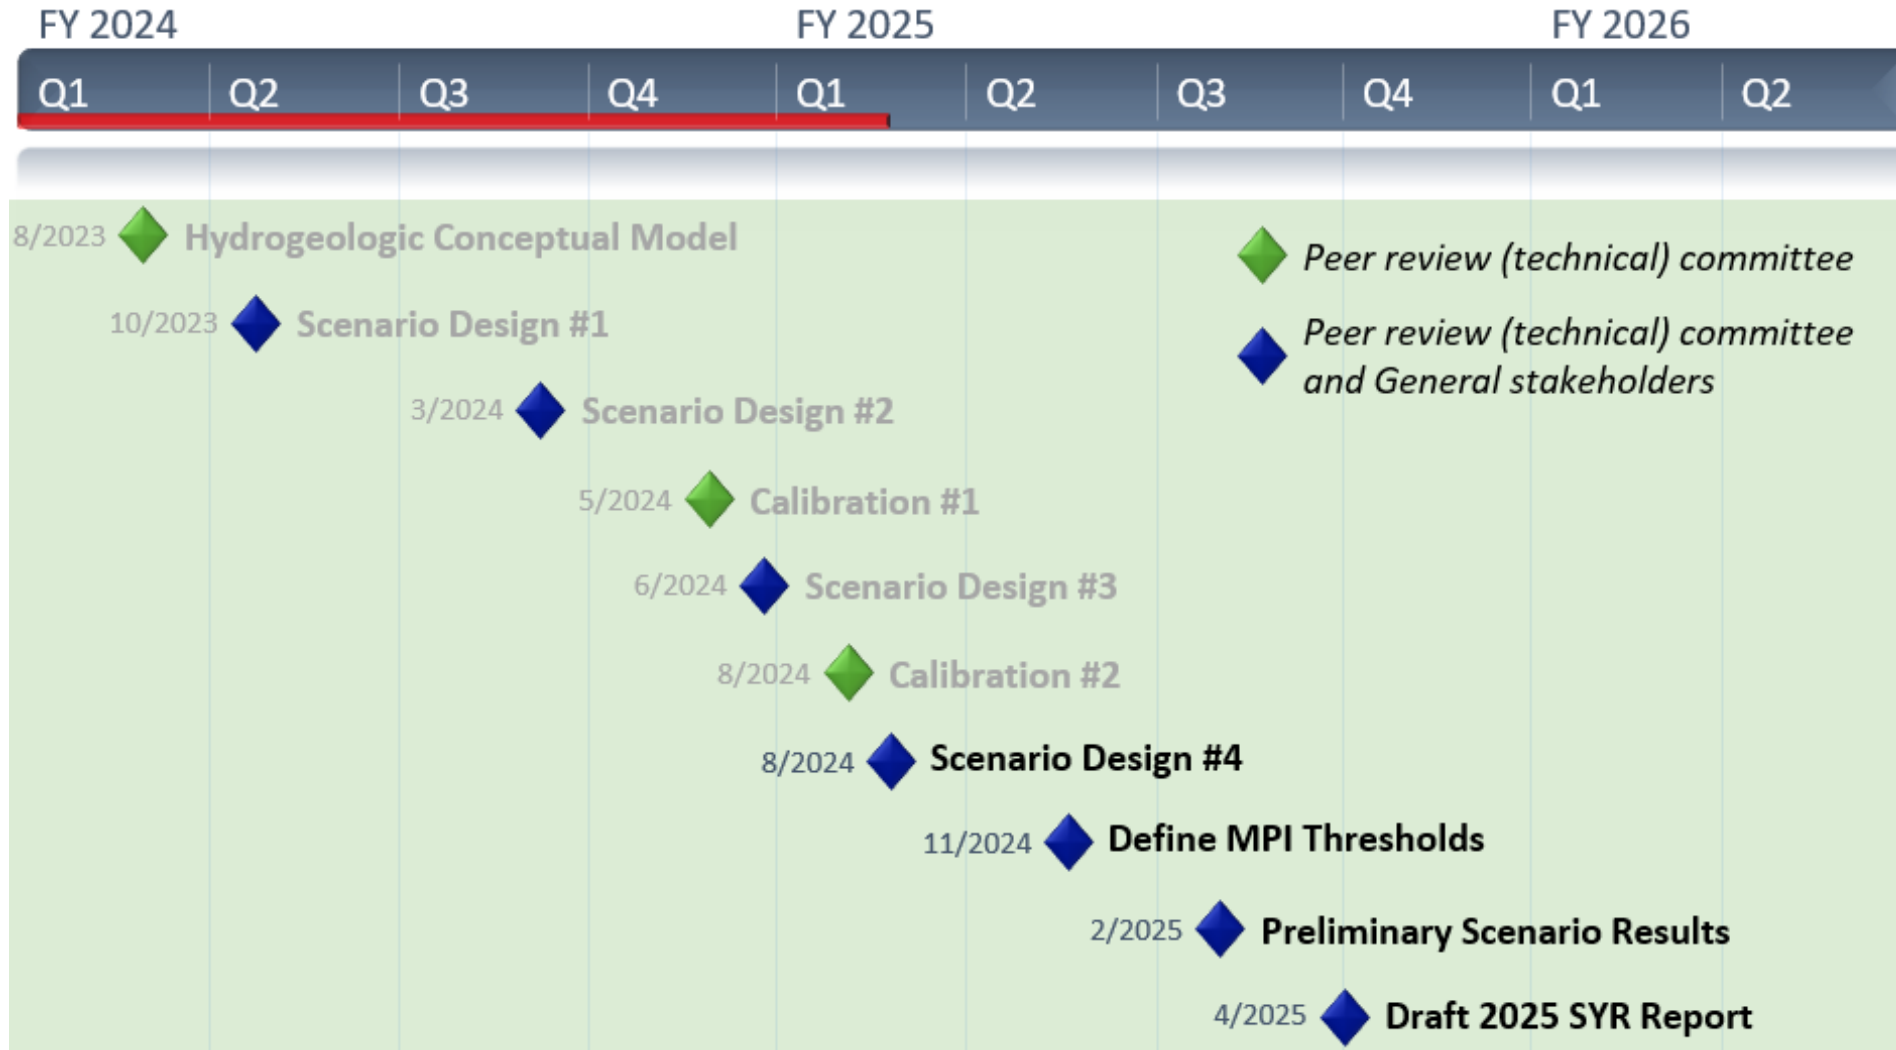 FY 2024 FY 2025 FY 2026
Q1 Q2 Q3 Q4 Q1 Q2 Q3 Q4 Q1 Q2
8/2023 Hydrogeologic Conceptual Model
Peer review (technical) committee
10/2023 Scenario Design #1
Peer review (technical) committee
and General stakeholders
3/2024 Scenario Design #2
5/2024 Calibration #1
6/2024 Scenario Design #3
8/2024 Calibration #2
8/2024 Scenario Design #4
11/2024 Define MPI Thresholds
2/2025 Preliminary Scenario Results
4/2025 Draft 2025 SYR Report